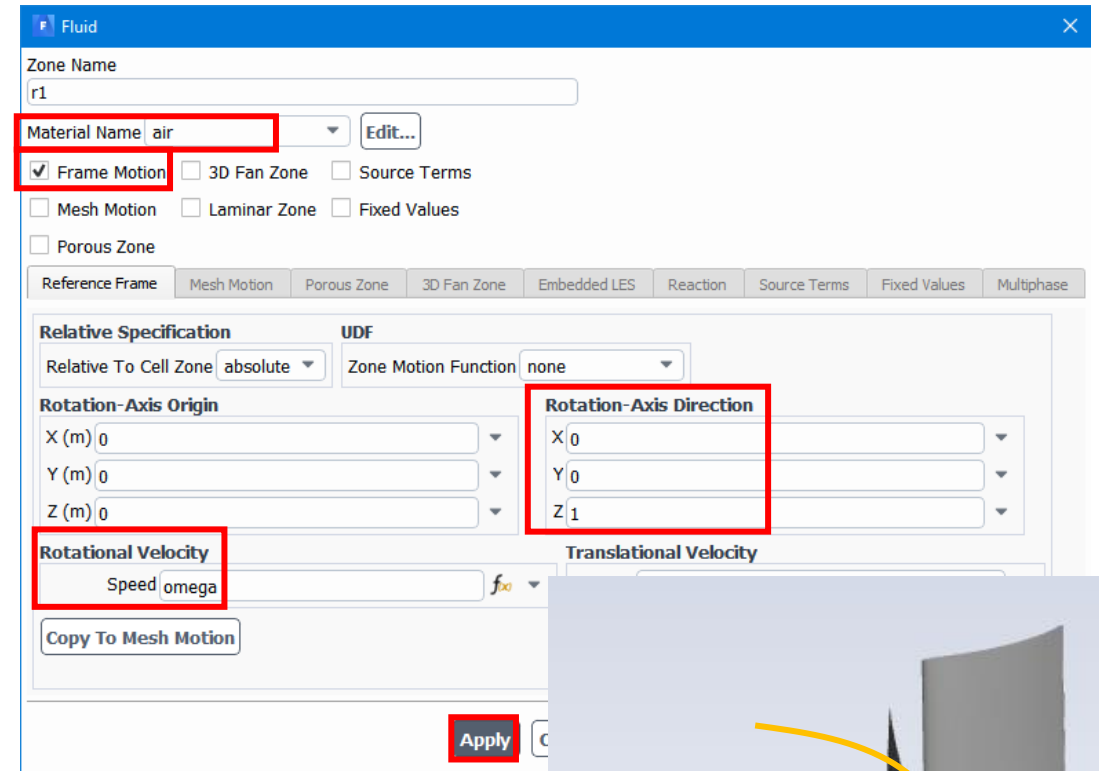 Fluid
Zone Name
r1
Material Name air Edit...
Frame Motion 3D Fan Zone Source Terms
Mesh Motion Laminar Zone Fixed Values
Porous Zone
Reference Frame Mesh Motion Porous Zone 3D Fan Zone Embedded LES Reaction Source Terms Fixed Values Multiphase
Relative Specification UDF
Relative To Cell Zone absolute Zone Motion Function none
Rotation-Axis Origin Rotation-Axis Direction
X (m) 0 X 0
Y (m) 0 Y 0
Z (m) 0 Z 1
Rotational Velocity Translational Velocity
Speed omega
Copy To Mesh Motion
Apply